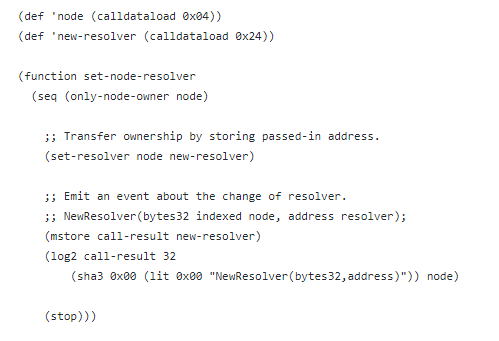 (def 'node (calldataload 0x04))
(def 'new-resolver (calldataload 0x24))
(function set-node-resolver
(seq (only-node-owner node)
;; Transfer ownership by storing passed-in address.
(set-resolver node new-resolver)
;; Emit an event about the change of resolver.
;; NewResolver(bytes32 indexed node, address resolver);
(mstore call-result new-resolver)
(log2 call-result 32
(sha3 0x00 (lit 0x00 "NewResolver(bytes32,address)")) node)
(stop)))